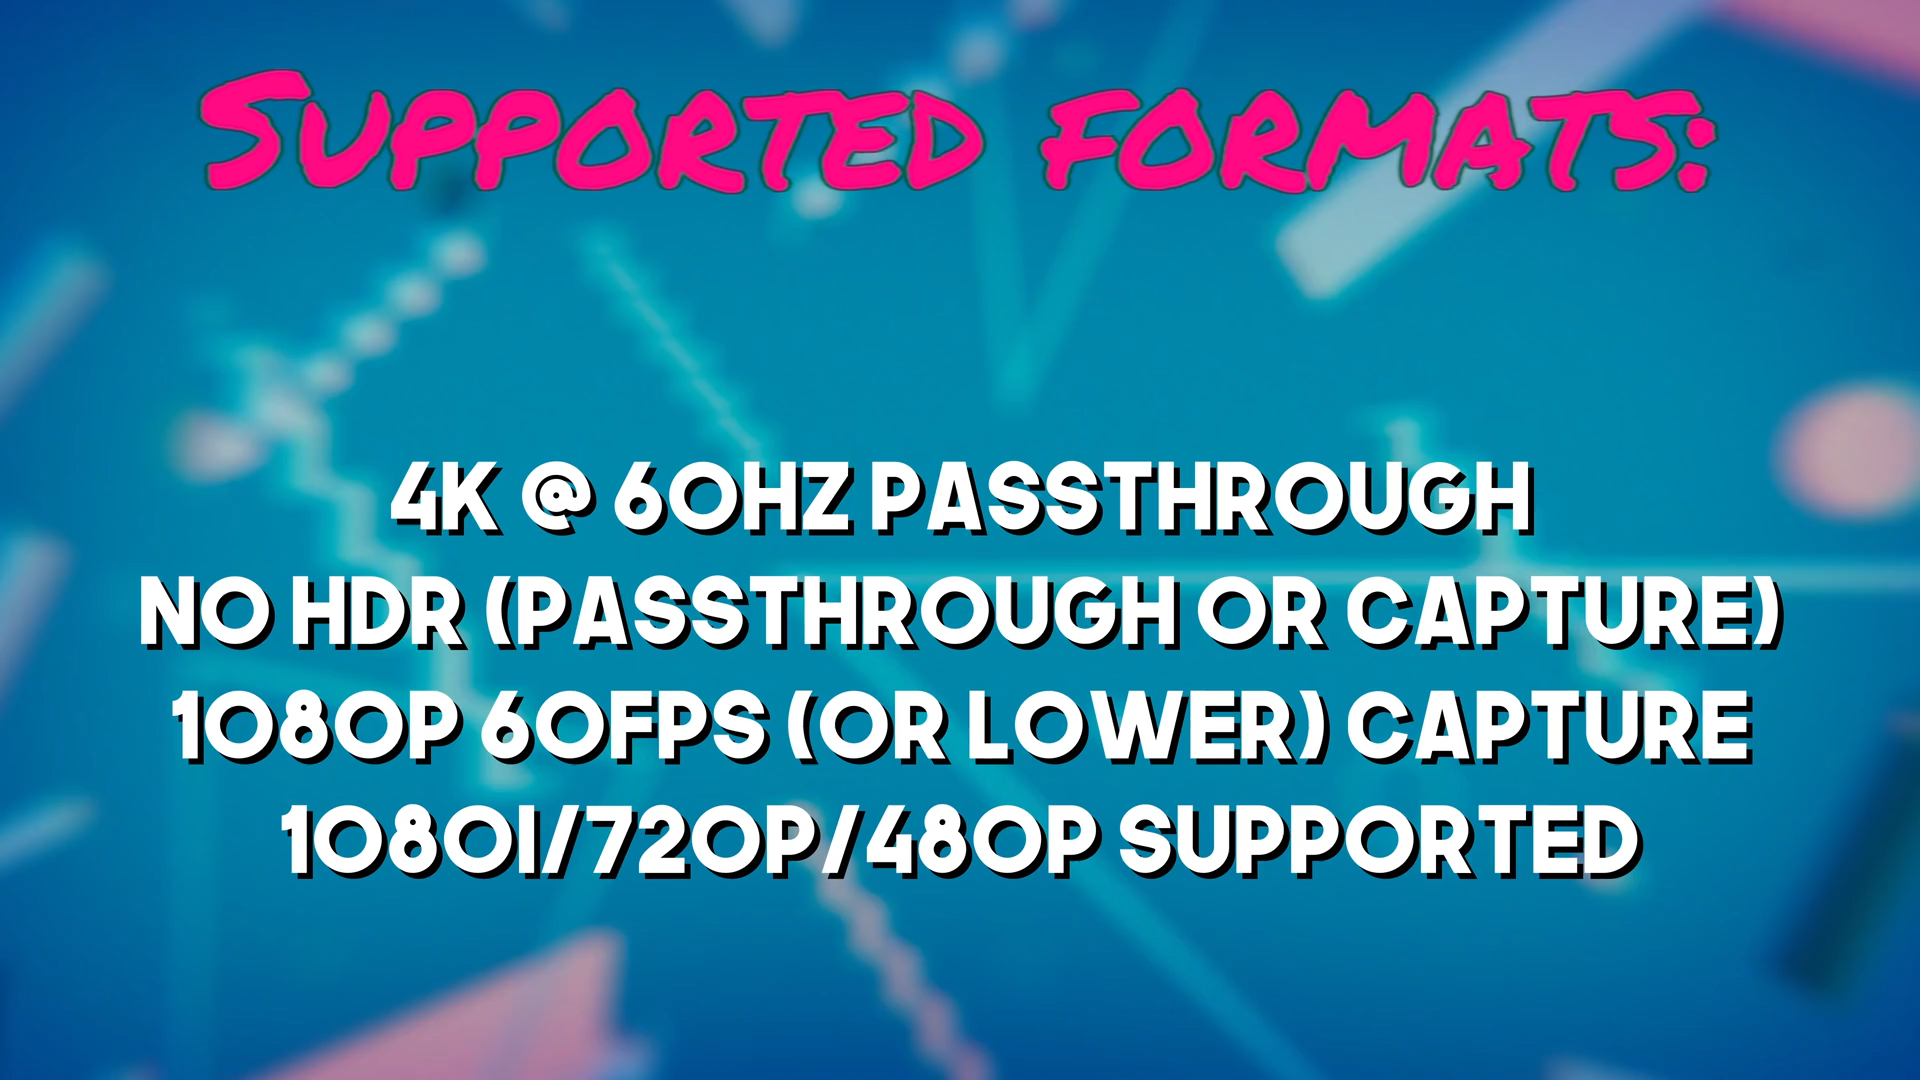 SUPPORTED FORMATS:
4K @ 60HZ PASSTHROUGH
NO HDR (PASSTHROUGH OR CAPTURE)
1080P 60FPS (OR LOWER) CAPTURE
1080I/720P/480P SUPPORTED